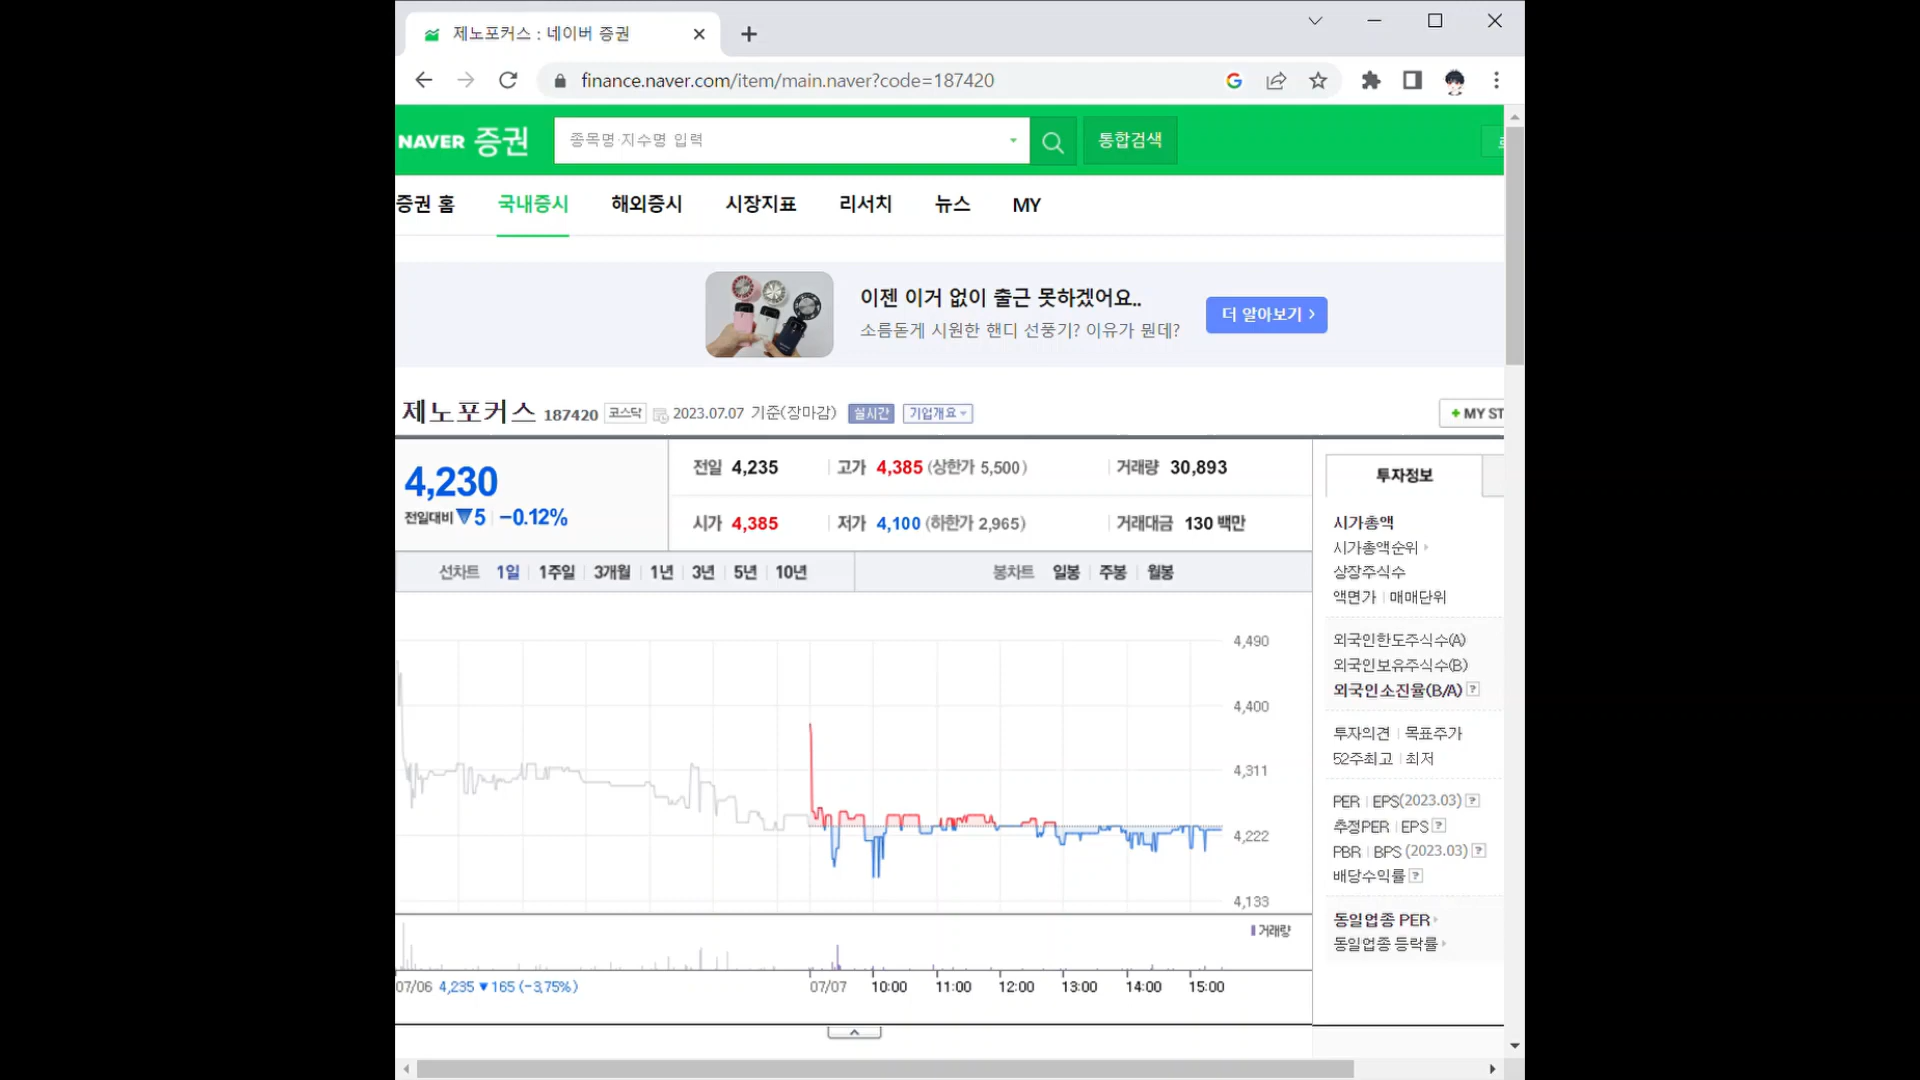 제노포커스 : 네이버 증권
finance.naver.com/item/main.naver?code=187420
NAVER 증권 종목명·지수명 입력 통합검색
증권 홈 국내증시 해외증시 시장지표 리서치 뉴스 MY
이젠 이거 없이 출근 못하겠어요..
소름돋게 시원한 핸디 선풍기? 이유가 뭔데?
더 알아보기 >
제노포커스 187420 코스닥 2023.07.07 기준(장마감) 실시간 기업개요 + MY ST
4,230
전일대비 ▼5 -0.12%
전일 4,235 고가 4,385 (상한가 5,500) 거래량 30,893
시가 4,385 저가 4,100 (하한가 2,965) 거래대금 130 백만
선차트 1일 1주일 3개월 1년 3년 5년 10년 봉차트 일봉 주봉 월봉
4,490
4,400
4,311
4,222
4,133
거래량
07/06 4,235 ▼165 (-3,75%) 07/07 10:00 11:00 12:00 13:00 14:00 15:00
투자정보
시가총액
시가총액순위
상장주식수
액면가 | 매매단위
외국인한도주식수(A)
외국인보유주식수(B)
외국인소진율(B/A) ?
투자의견 | 목표주가
52주최고 | 최저
PER | EPS(2023.03) ?
추정PER | EPS ?
PBR | BPS (2023.03) ?
배당수익률 ?
동일업종 PER
동일업종 등락률